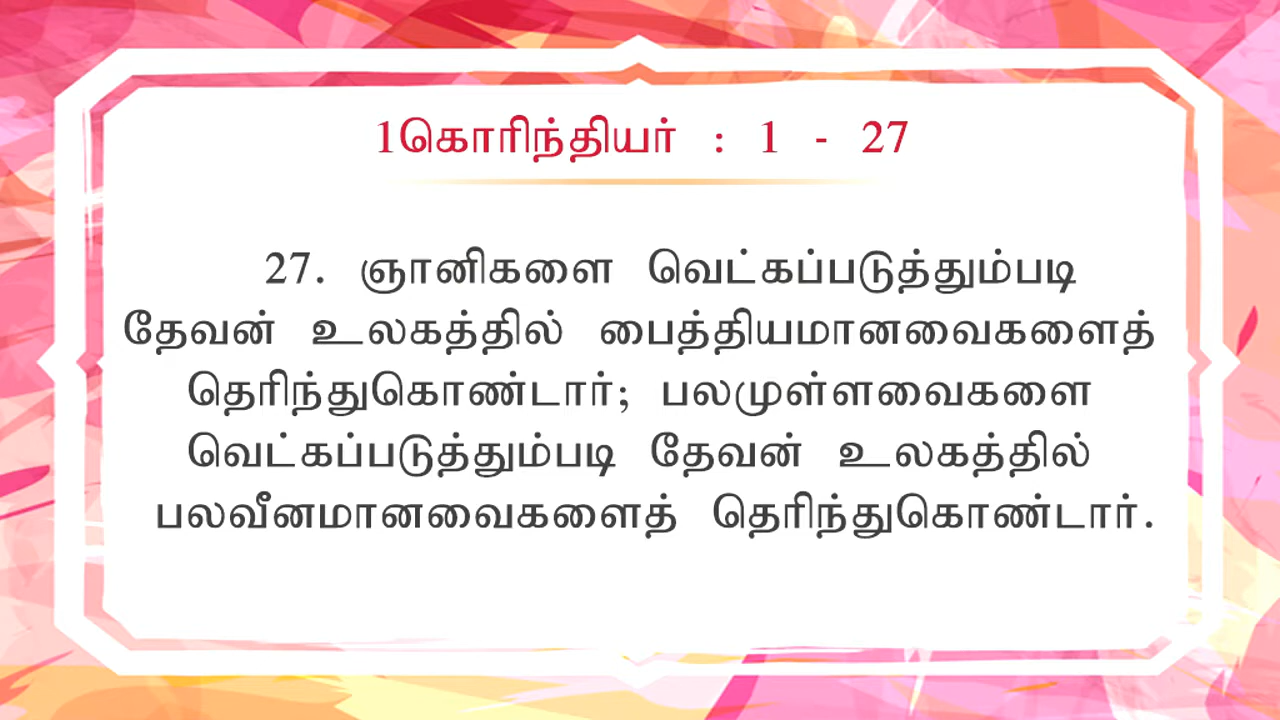 1கொரிந்தியர் : 1 - 27
27. ஞானிகளை வெட்கப்படுத்தும்படி
தேவன் உலகத்தில் பைத்தியமானவைகளைத்
தெரிந்துகொண்டார்; பலமுள்ளவைகளை
வெட்கப்படுத்தும்படி தேவன் உலகத்தில்
பலவீனமானவைகளைத் தெரிந்துகொண்டார்.